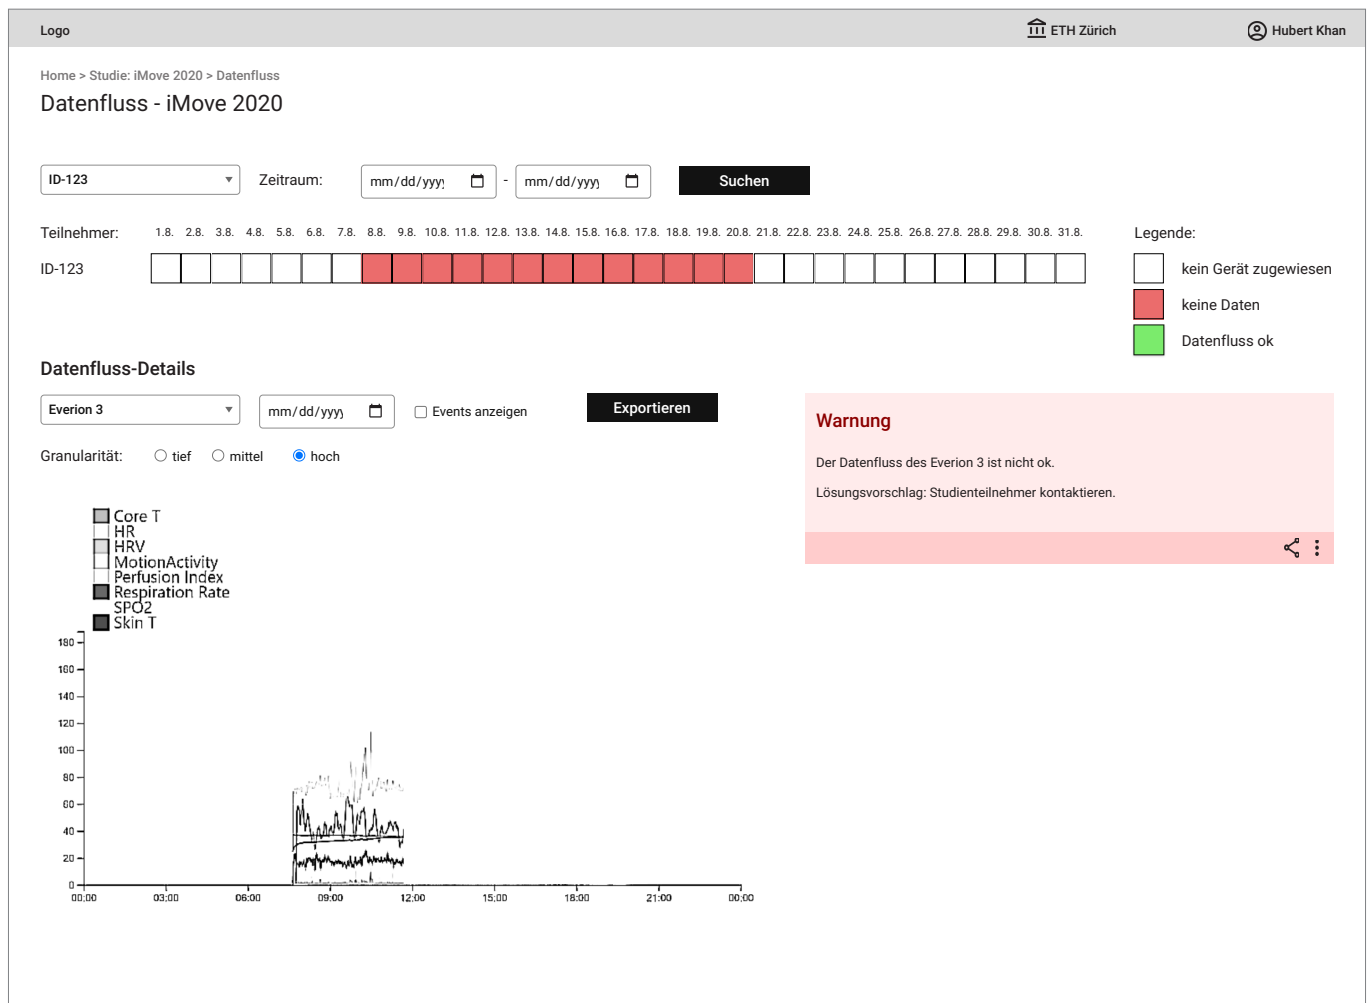 Logo
ETH Zürich
Hubert Khan
Home > Studie: iMove 2020 > Datenfluss
Datenfluss - iMove 2020
ID-123
Zeitraum:
mm/dd/yyyy
-
mm/dd/yyyy
Suchen
Teilnehmer:
1.8. 2.8. 3.8. 4.8. 5.8. 6.8. 7.8. 8.8. 9.8. 10.8. 11.8. 12.8. 13.8. 14.8. 15.8. 16.8. 17.8. 18.8. 19.8. 20.8. 21.8. 22.8. 23.8. 24.8. 25.8. 26.8. 27.8. 28.8. 29.8. 30.8. 31.8.
ID-123
Legende:
kein Gerät zugewiesen
keine Daten
Datenfluss ok
Datenfluss-Details
Everion 3
mm/dd/yyyy
Events anzeigen
Exportieren
Granularität:
tief
mittel
hoch
Warnung
Der Datenfluss des Everion 3 ist nicht ok.
Lösungsvorschlag: Studienteilnehmer kontaktieren.
Core T
HR
HRV
MotionActivity
Perfusion Index
Respiration Rate
SPO2
Skin T
180
160
140
120
100
80
60
40
20
0
00:00 03:00 06:00 09:00 12:00 15:00 18:00 21:00 00:00